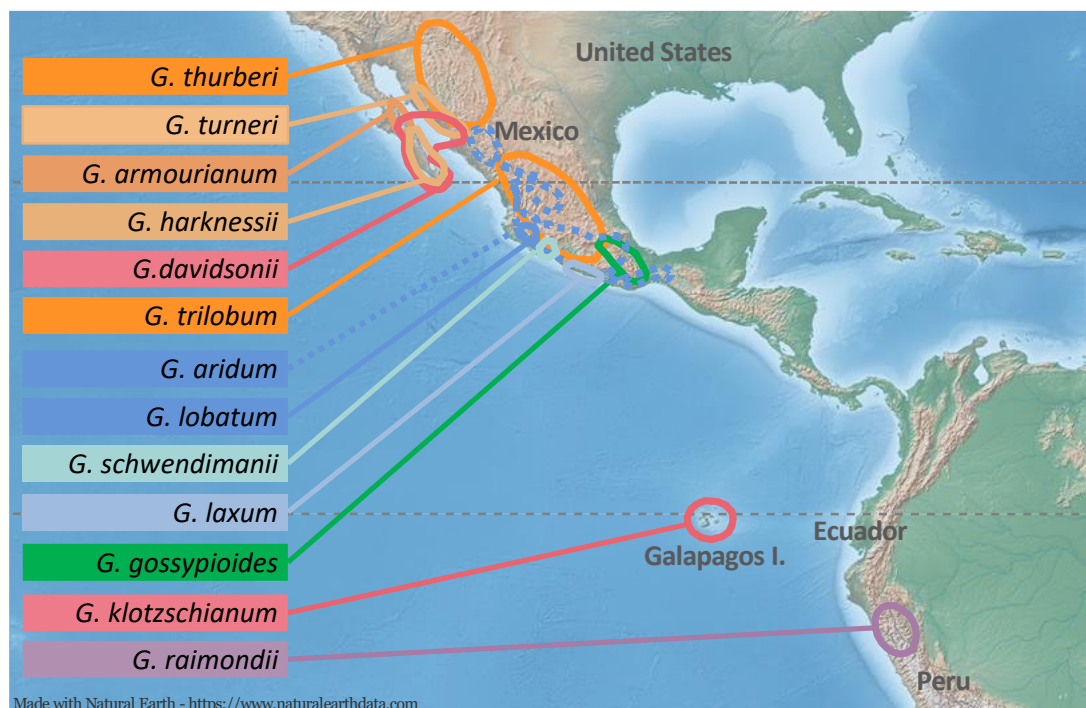 United States
G. thurberi
G. turneri
Mexico
G. armourianum
G. harknessii
G.davidsonii
G. trilobum
G. aridum
G. lobatum
G. schwendimanii
G. laxum
Ecuador
G. gossypioides
Galapagos I.
G. klotzschianum
G. raimondii
Peru
Made with Natural Earth - https://www.naturalearthdata.com